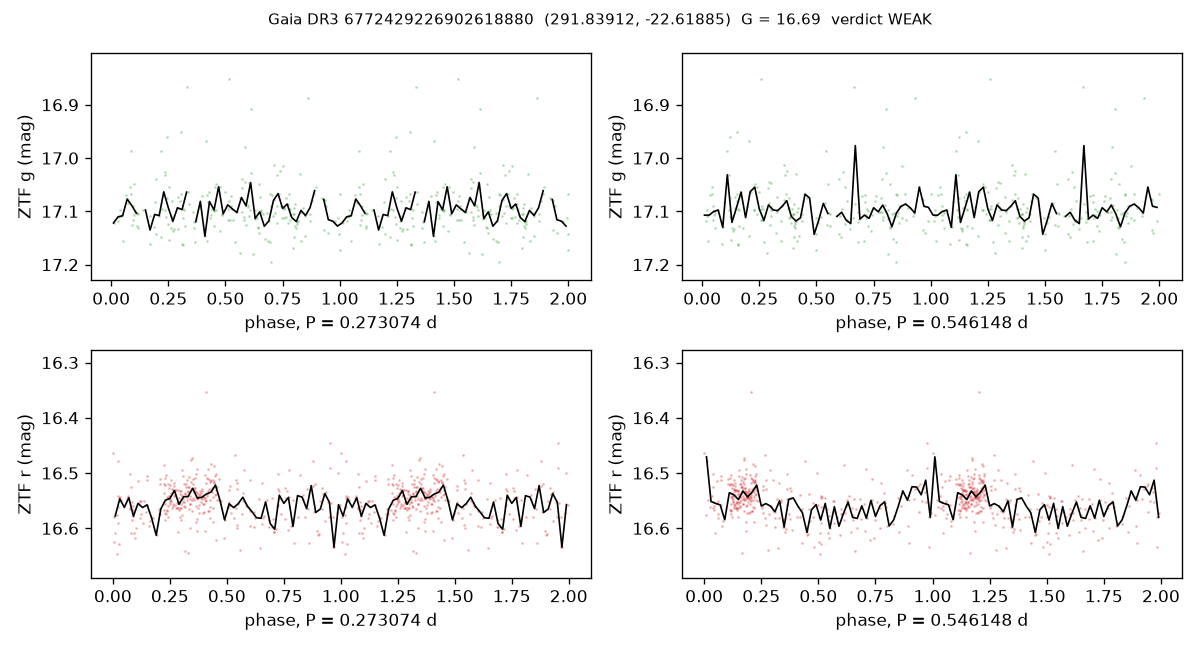 Gaia DR3 6772429226902618880 (291.83912, -22.61885) G = 16.69 verdict WEAK
ZTF g (mag)
16.9
17.0
17.1
17.2
0.00 0.25 0.50 0.75 1.00 1.25 1.50 1.75 2.00
phase, P = 0.273074 d
ZTF g (mag)
16.9
17.0
17.1
17.2
0.00 0.25 0.50 0.75 1.00 1.25 1.50 1.75 2.00
phase, P = 0.546148 d
ZTF r (mag)
16.3
16.4
16.5
16.6
0.00 0.25 0.50 0.75 1.00 1.25 1.50 1.75 2.00
phase, P = 0.273074 d
ZTF r (mag)
16.3
16.4
16.5
16.6
0.00 0.25 0.50 0.75 1.00 1.25 1.50 1.75 2.00
phase, P = 0.546148 d